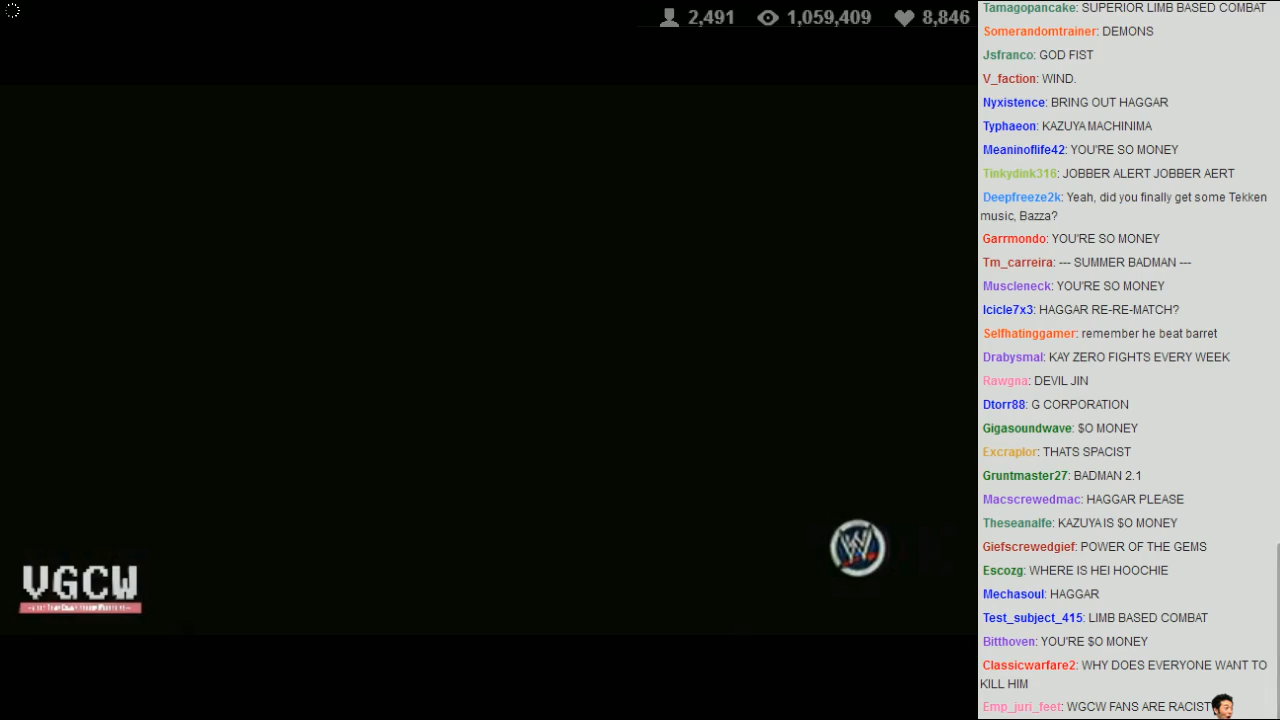 2,491 1,059,409 8,846
Tamagopancake: SUPERIOR LIMB BASED COMBAT
Somerandomtrainer: DEMONS
Jsfranco: GOD FIST
V_faction: WIND.
Nyxistence: BRING OUT HAGGAR
Typhaeon: KAZUYA MACHINIMA
Meaninoflife42: YOU'RE SO MONEY
Tinkydink316: JOBBER ALERT JOBBER AERT
Deepfreeze2k: Yeah, did you finally get some Tekken
music, Bazza?
Garrmondo: YOU'RE SO MONEY
Tm_carreira: --- SUMMER BADMAN ---
Muscleneck: YOU'RE SO MONEY
Icicle7x3: HAGGAR RE-RE-MATCH?
Selfhatinggamer: remember he beat barret
Drabysmal: KAY ZERO FIGHTS EVERY WEEK
Rawgna: DEVIL JIN
Dtorr88: G CORPORATION
Gigasoundwave: $O MONEY
Excraplor: THATS SPACIST
Gruntmaster27: BADMAN 2.1
Macscrewedmac: HAGGAR PLEASE
Theseanalfe: KAZUYA IS $O MONEY
Giefscrewedgief: POWER OF THE GEMS
Escozg: WHERE IS HEI HOOCHIE
Mechasoul: HAGGAR
Test_subject_415: LIMB BASED COMBAT
Bitthoven: YOU'RE $O MONEY
Classicwarfare2: WHY DOES EVERYONE WANT TO
KILL HIM
Emp_juri_feet: WGCW FANS ARE RACIST
VGCW
W